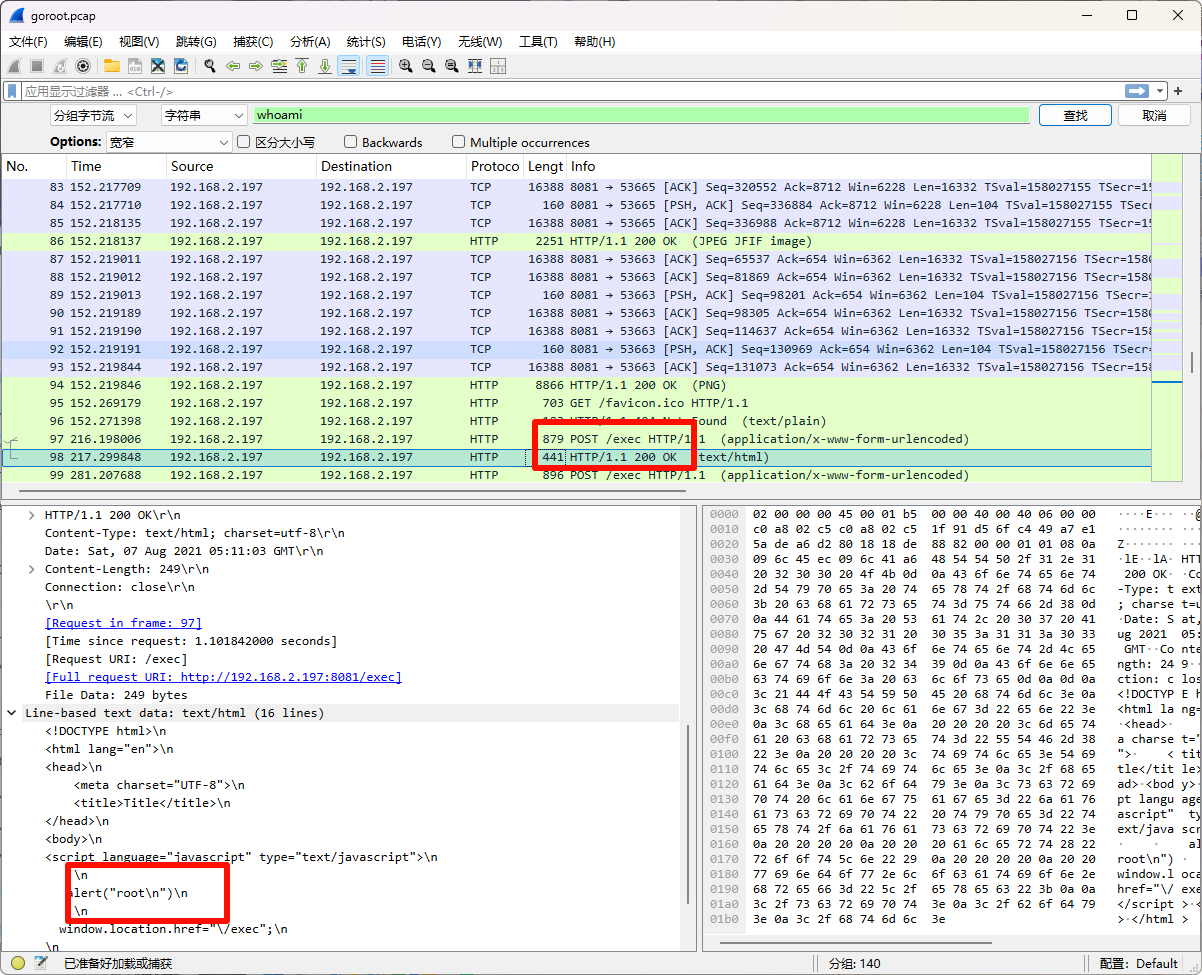 goroot.pcap
文件(F) 编辑(E) 视图(V) 跳转(G) 捕获(C) 分析(A) 统计(S) 电话(Y) 无线(W) 工具(T) 帮助(H)
应用显示过滤器 … <Ctrl-/>
分组字节流 字符串 whoami 查找 取消
Options: 宽窄 区分大小写 Backwards Multiple occurrences
No. Time Source Destination Protoco Lengt Info
83 152.217709 192.168.2.197 192.168.2.197 TCP 16388 8081 → 53665 [ACK] Seq=320552 Ack=8712 Win=6228 Len=16332 TSval=158027155 TSecr=15
84 152.217710 192.168.2.197 192.168.2.197 TCP 160 8081 → 53665 [PSH, ACK] Seq=336884 Ack=8712 Win=6228 Len=104 TSval=158027155 TSecr
85 152.218135 192.168.2.197 192.168.2.197 TCP 16388 8081 → 53665 [ACK] Seq=336988 Ack=8712 Win=6228 Len=16332 TSval=158027155 TSecr=15
86 152.218137 192.168.2.197 192.168.2.197 HTTP 2251 HTTP/1.1 200 OK (JPEG JFIF image)
87 152.219011 192.168.2.197 192.168.2.197 TCP 16388 8081 → 53663 [ACK] Seq=65537 Ack=654 Win=6362 Len=16332 TSval=158027156 TSecr=1580
88 152.219012 192.168.2.197 192.168.2.197 TCP 16388 8081 → 53663 [ACK] Seq=81869 Ack=654 Win=6362 Len=16332 TSval=158027156 TSecr=1580
89 152.219013 192.168.2.197 192.168.2.197 TCP 160 8081 → 53663 [PSH, ACK] Seq=98201 Ack=654 Win=6362 Len=104 TSval=158027156 TSecr=1
90 152.219189 192.168.2.197 192.168.2.197 TCP 16388 8081 → 53663 [ACK] Seq=98305 Ack=654 Win=6362 Len=16332 TSval=158027156 TSecr=1580
91 152.219190 192.168.2.197 192.168.2.197 TCP 16388 8081 → 53663 [ACK] Seq=114637 Ack=654 Win=6362 Len=16332 TSval=158027156 TSecr=158
92 152.219191 192.168.2.197 192.168.2.197 TCP 160 8081 → 53663 [PSH, ACK] Seq=130969 Ack=654 Win=6362 Len=104 TSval=158027156 TSecr=
93 152.219844 192.168.2.197 192.168.2.197 TCP 16388 8081 → 53663 [ACK] Seq=131073 Ack=654 Win=6362 Len=16332 TSval=158027156 TSecr=158
94 152.219846 192.168.2.197 192.168.2.197 HTTP 8866 HTTP/1.1 200 OK (PNG)
95 152.269179 192.168.2.197 192.168.2.197 HTTP 703 GET /favicon.ico HTTP/1.1
96 152.271398 192.168.2.197 192.168.2.197 HTTP (text/plain)
97 216.198006 192.168.2.197 192.168.2.197 HTTP 879 POST /exec HTTP/1.1 (application/x-www-form-urlencoded)
98 217.299848 192.168.2.197 192.168.2.197 HTTP 441 HTTP/1.1 200 OK text/html)
99 281.207688 192.168.2.197 192.168.2.197 HTTP 896 POST /exec HTTP/1.1 (application/x-www-form-urlencoded)
HTTP/1.1 200 OK\r\n
Content-Type: text/html; charset=utf-8\r\n
Date: Sat, 07 Aug 2021 05:11:03 GMT\r\n
Content-Length: 249\r\n
Connection: close\r\n
\r\n
[Request in frame: 97]
[Time since request: 1.101842000 seconds]
[Request URI: /exec]
[Full request URI: http://192.168.2.197:8081/exec]
File Data: 249 bytes
Line-based text data: text/html (16 lines)
<!DOCTYPE html>\n
<html lang="en">\n
<head>\n
<meta charset="UTF-8">\n
<title>Title</title>\n
</head>\n
<body>\n
<script language="javascript" type="text/javascript">\n
\n
alert("root\n")\n
\n
window.location.href="\/exec";\n
\n
0000 02 00 00 00 45 00 01 b5 00 00 40 00 40 06 00 00 ····E··· ··@
0010 c0 a8 02 c5 c0 a8 02 c5 1f 91 d5 6f c4 49 a7 e1 ········
0020 5a de a6 d2 80 18 18 de 88 82 00 00 01 01 08 0a Z·······
0030 09 6c 45 ec 09 6c 41 a6 48 54 54 50 2f 31 2e 31 ·lE··lA· HTT
0040 20 32 30 30 20 4f 4b 0d 0a 43 6f 6e 74 65 6e 74 200 OK· ·Co
0050 2d 54 79 70 65 3a 20 74 65 78 74 2f 68 74 6d 6c -Type: t ext
0060 3b 20 63 68 61 72 73 65 74 3d 75 74 66 2d 38 0d ; charse t=u
0070 0a 44 61 74 65 3a 20 53 61 74 2c 20 30 37 20 41 ·Date: S at,
0080 75 67 20 32 30 32 31 20 30 35 3a 31 31 3a 30 33 ug 2021 05:
0090 20 47 4d 54 0d 0a 43 6f 6e 74 65 6e 74 2d 4c 65 GMT··Co nte
00a0 6e 67 74 68 3a 20 32 34 39 0d 0a 43 6f 6e 6e 65 ngth: 24 9··
00b0 63 74 69 6f 6e 3a 20 63 6c 6f 73 65 0d 0a 0d 0a ction: c los
00c0 3c 21 44 4f 43 54 59 50 45 20 68 74 6d 6c 3e 0a <!DOCTYP E h
00d0 3c 68 74 6d 6c 20 6c 61 6e 67 3d 22 65 6e 22 3e <html la ng=
00e0 0a 3c 68 65 61 64 3e 0a 20 20 20 20 3c 6d 65 74 ·<head>·
00f0 61 20 63 68 61 72 73 65 74 3d 22 55 54 46 2d 38 a charse t="
0100 22 3e 0a 20 20 20 20 3c 74 69 74 6c 65 3e 54 69 ">· < tit
0110 74 6c 65 3c 2f 74 69 74 6c 65 3e 0a 3c 2f 68 65 tle</tit le>
0120 61 64 3e 0a 3c 62 6f 64 79 3e 0a 3c 73 63 72 69 ad>·<bod y>·
0130 70 74 20 6c 61 6e 67 75 61 67 65 3d 22 6a 61 76 pt langu age
0140 61 73 63 72 69 70 74 22 20 74 79 70 65 3d 22 74 ascript" ty
0150 65 78 74 2f 6a 61 76 61 73 63 72 69 70 74 22 3e ext/java scr
0160 0a 20 20 20 20 0a 20 20 20 20 61 6c 65 72 74 28 22 · · al
0170 72 6f 6f 74 5c 6e 22 29 0a 20 20 20 20 0a 20 20 root\n")
0180 77 69 6e 64 6f 77 2e 6c 6f 63 61 74 69 6f 6e 2e window.l oca
0190 68 72 65 66 3d 22 5c 2f 65 78 65 63 22 3b 0a 0a href="\/ exe
01a0 3c 2f 73 63 72 69 70 74 3e 0a 3c 2f 62 6f 64 79 </script >·<
01b0 3e 0a 3c 2f 68 74 6d 6c 3e >·</html >
已准备好加载或捕获 分组: 140 配置: Default